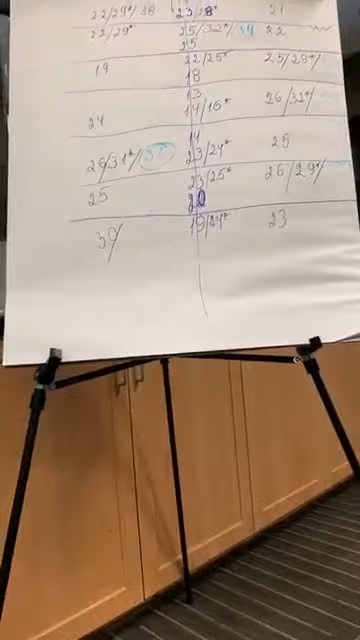 22/29* / 38 23/28* 21
22/29* 25/32*/ 34 22
25
19 22/25* 25/29*/
18
13
24 14/16* 26/32*/
14
26/31*/ 37 23/24* 25
25 23/25* 26/29*/
20
30/ 19/24* 23